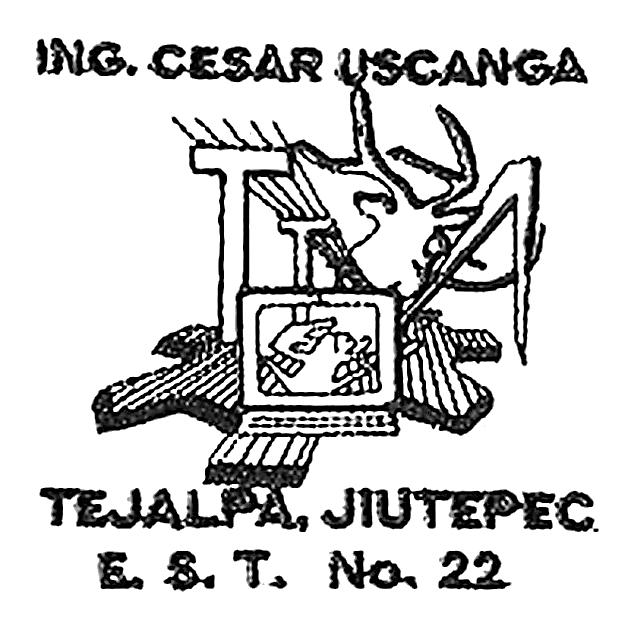 ING. CESAR USCANGA
TEJALPA, JIUTEPEC.
E. S. T. No. 22